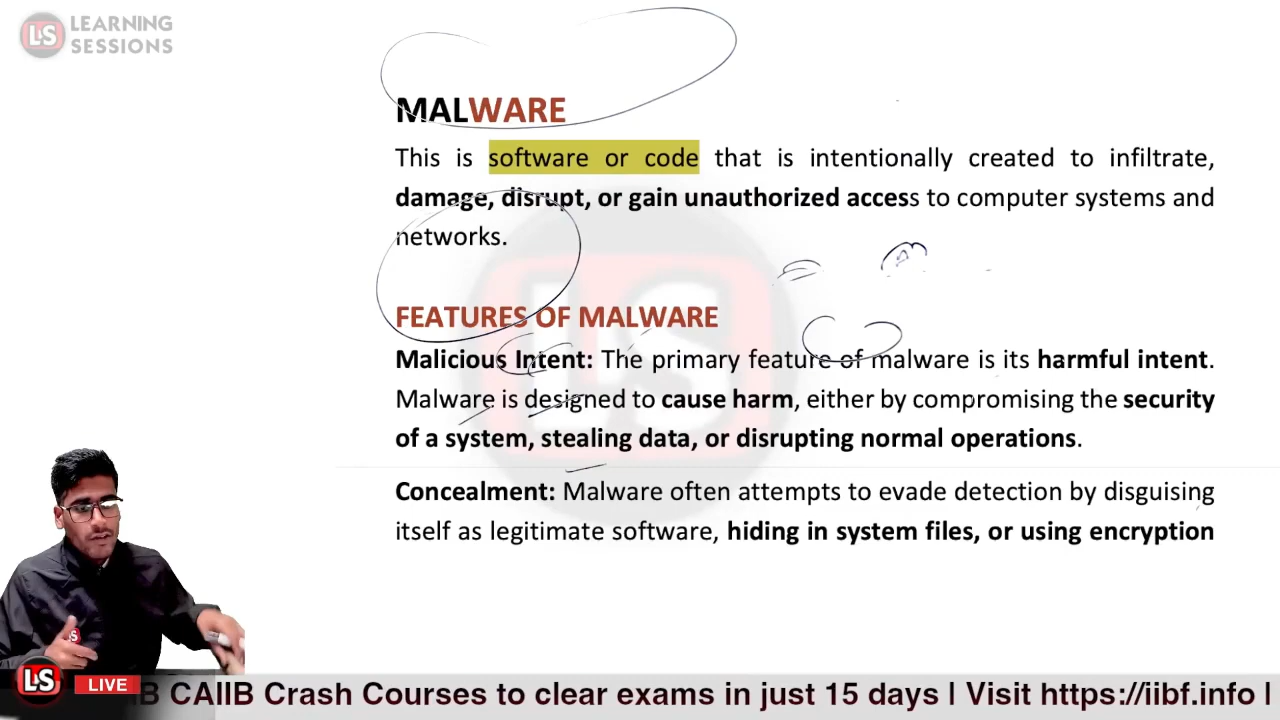 LS LEARNING
SESSIONS
MALWARE
This is software or code that is intentionally created to infiltrate,
damage, disrupt, or gain unauthorized access to computer systems and
networks.
FEATURES OF MALWARE
Malicious Intent: The primary feature of malware is its harmful intent.
Malware is designed to cause harm, either by compromising the security
of a system, stealing data, or disrupting normal operations.
Concealment: Malware often attempts to evade detection by disguising
itself as legitimate software, hiding in system files, or using encryption
LS
LS LIVE IB CAIIB Crash Courses to clear exams in just 15 days | Visit https://iibf.info |